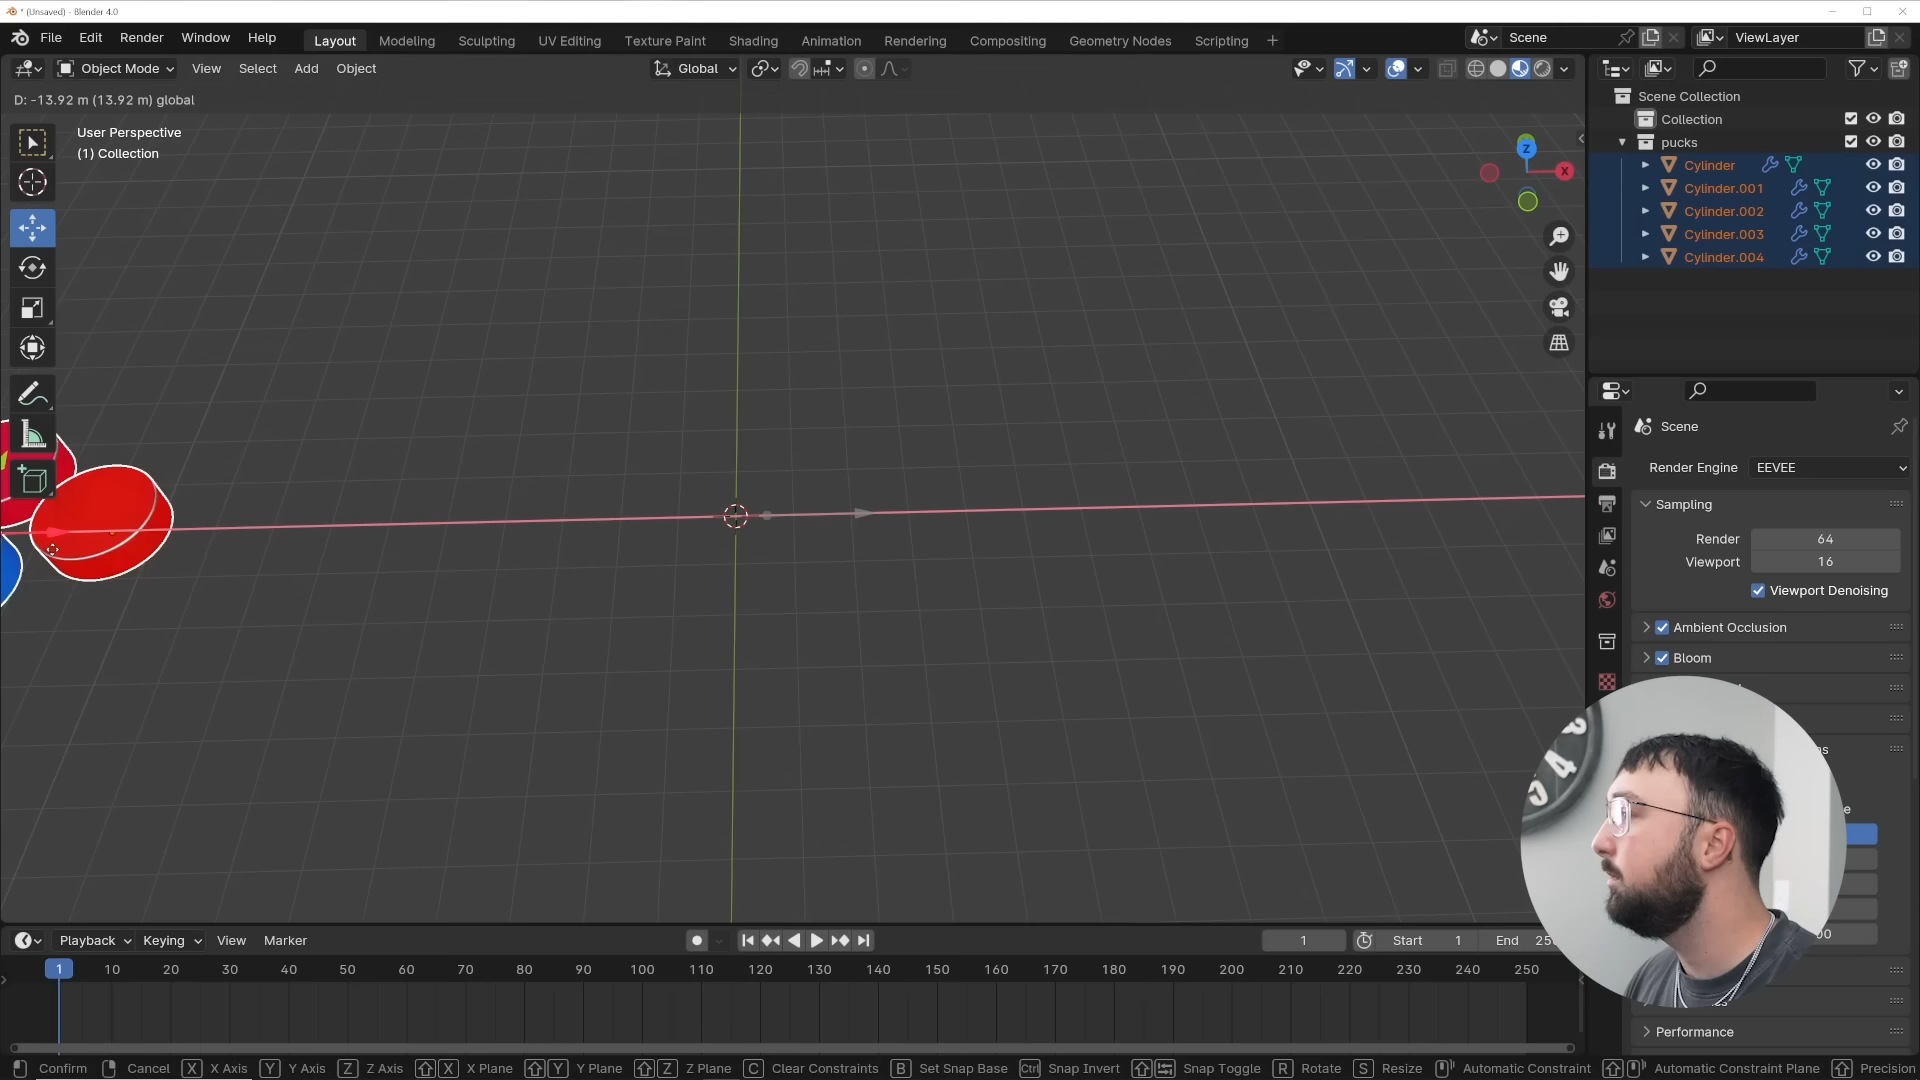 * (Unsaved) - Blender 4.0
File Edit Render Window Help
Layout Modeling Sculpting UV Editing Texture Paint Shading Animation Rendering Compositing Geometry Nodes Scripting +
Scene
ViewLayer
Object Mode View Select Add Object
Global
D: -13.92 m (13.92 m) global
User Perspective
(1) Collection
Z
X
Scene Collection
Collection
pucks
Cylinder
Cylinder.001
Cylinder.002
Cylinder.003
Cylinder.004
Scene
Render Engine EEVEE
Sampling
Render 64
Viewport 16
Viewport Denoising
Ambient Occlusion
Bloom
Performance
Playback Keying View Marker
1 Start 1 End
1 10 20 30 40 50 60 70 80 90 100 110 120 130 140 150 160 170 180 190 200 210 220 230 240 250
Confirm Cancel X X Axis Y Y Axis Z Z Axis X X Plane Y Y Plane Z Z Plane C Clear Constraints B Set Snap Base Ctrl Snap Invert Snap Toggle R Rotate S Resize Automatic Constraint Automatic Constraint Plane Precision